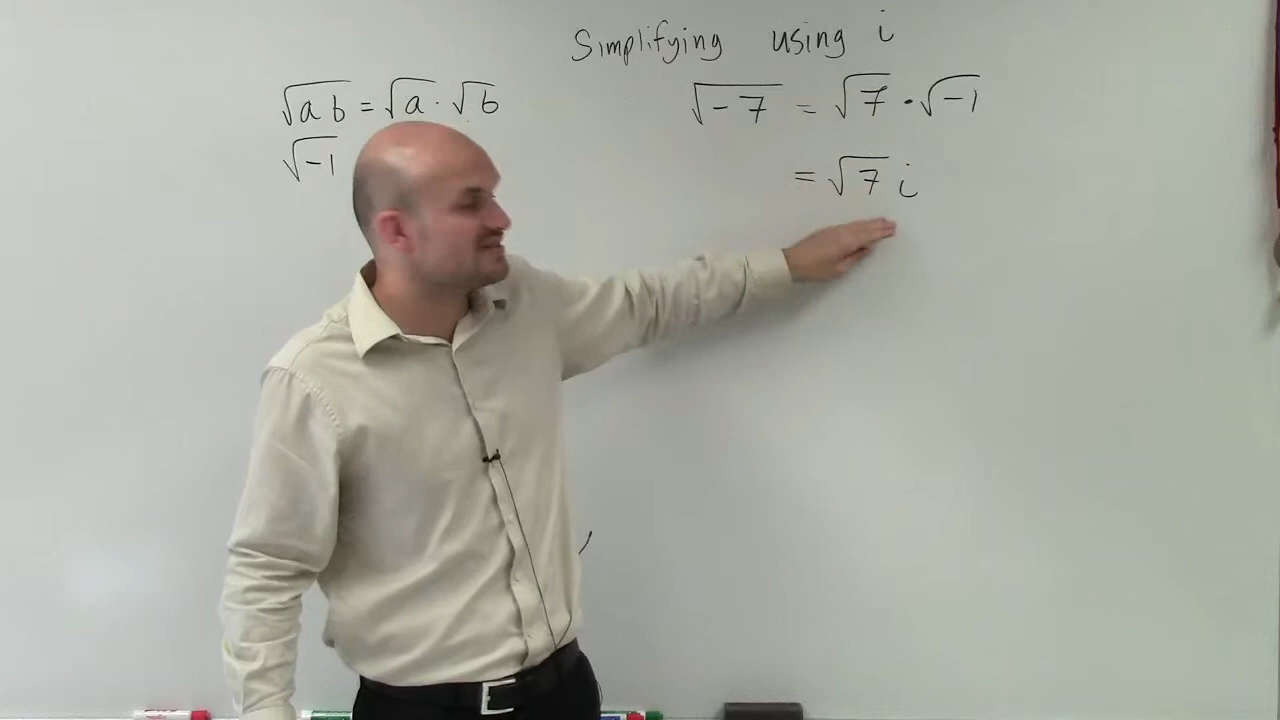 Simplifying using i
√ab = √a · √b
√-1
√-7 = √7 · √-1
= √7 i